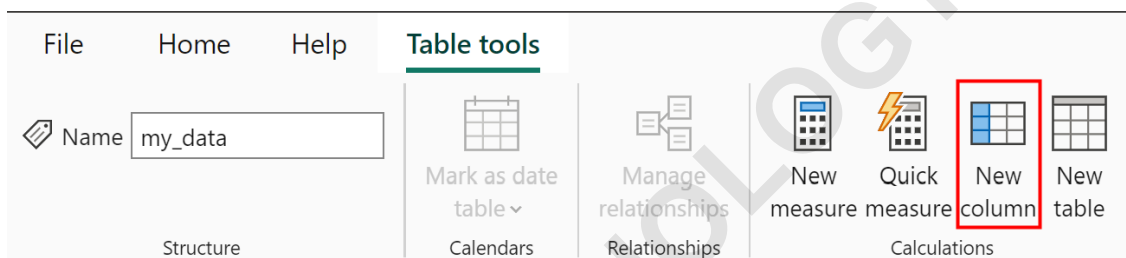 File Home Help Table tools
Name my_data
Mark as date table
Manage relationships
New measure
Quick measure
New column
New table
Structure Calendars Relationships Calculations